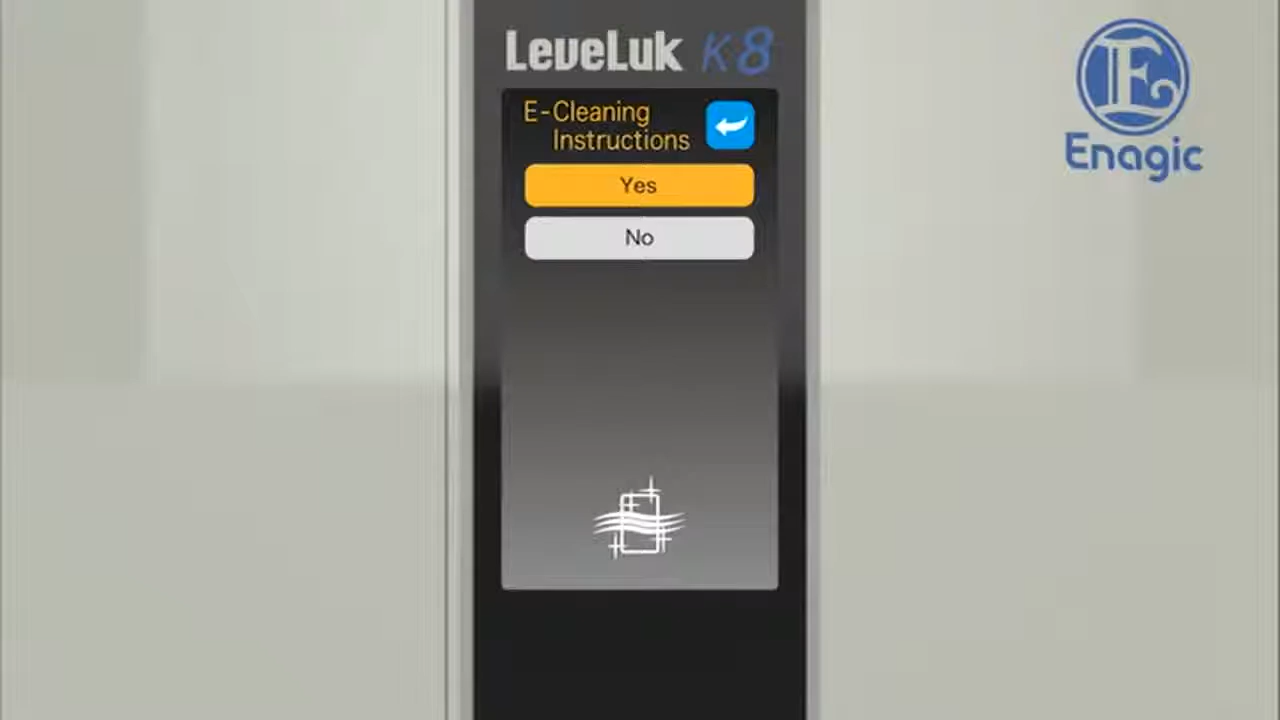 LeveLuk K8
E-Cleaning
Instructions
Yes
No
E
Enagic